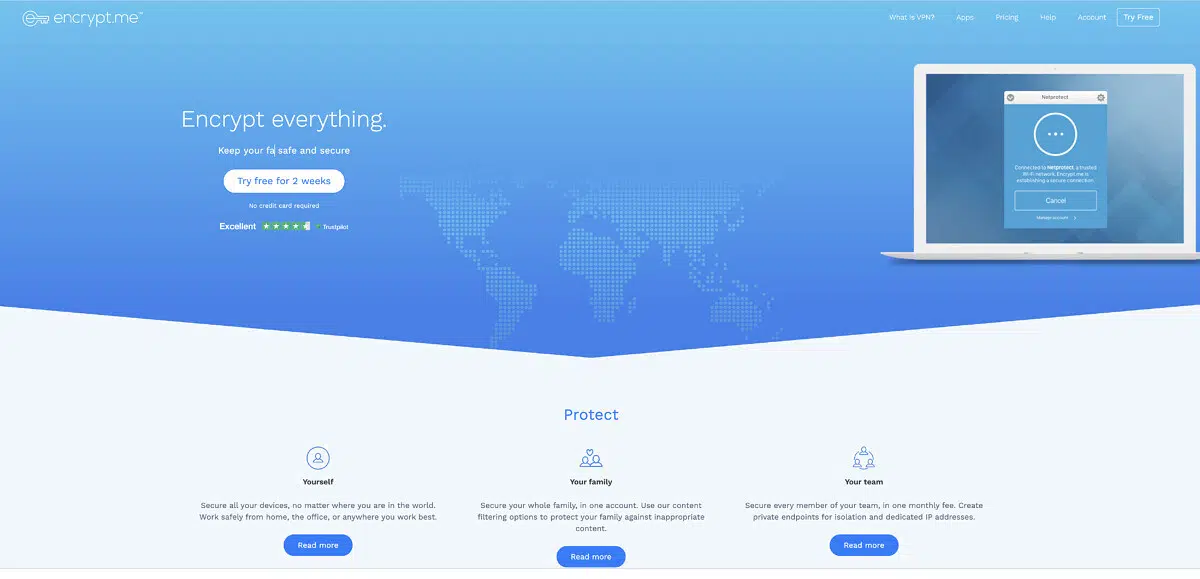 encrypt.me™
What is VPN?
Apps
Pricing
Help
Account
Try Free
Encrypt everything.
Keep your fa| safe and secure
Try free for 2 weeks
No credit card required
Excellent
Trustpilot
Netprotect
Connected to Netprotect, a trusted
Wi-Fi network. Encrypt.me is
establishing a secure connection.
Cancel
Manage account
Protect
Yourself
Secure all your devices, no matter where you are in the world.
Work safely from home, the office, or anywhere you work best.
Read more
Your family
Secure your whole family, in one account. Use our content
filtering options to protect your family against inappropriate
content.
Read more
Your team
Secure every member of your team, in one monthly fee. Create
private endpoints for isolation and dedicated IP addresses.
Read more